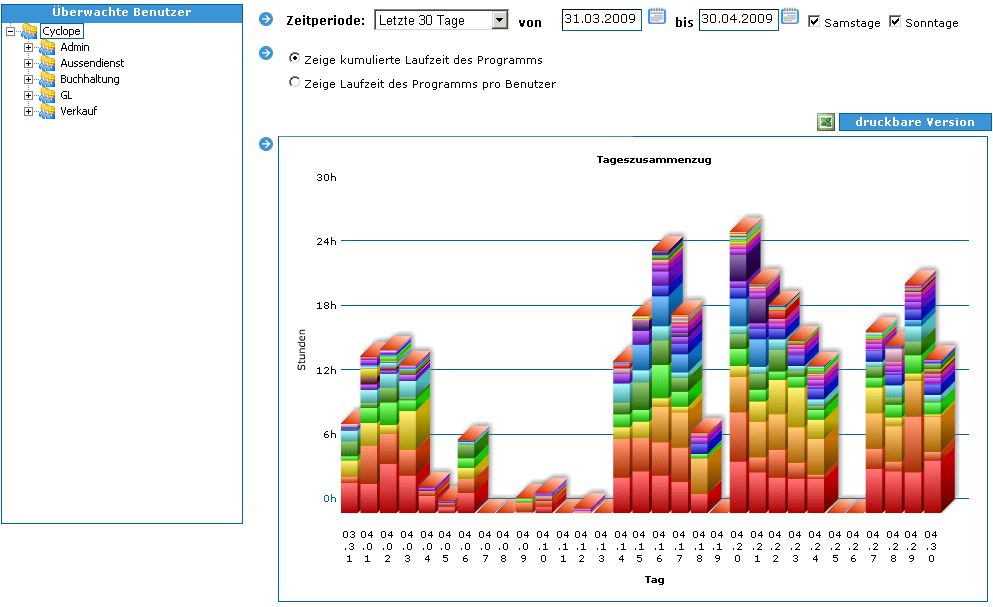 Überwachte Benutzer
Cyclope
Admin
Aussendienst
Buchhaltung
GL
Verkauf
Zeitperiode: Letzte 30 Tage von 31.03.2009 bis 30.04.2009 Samstage Sonntage
Zeige kumulierte Laufzeit des Programms
Zeige Laufzeit des Programms pro Benutzer
druckbare Version
Tageszusammenzug
30h
24h
18h
12h
6h
0h
Stunden
03.31 04.01 04.02 04.03 04.04 04.05 04.06 04.07 04.08 04.09 04.10 04.11 04.12 04.13 04.14 04.15 04.16 04.17 04.18 04.19 04.20 04.21 04.22 04.23 04.24 04.25 04.26 04.27 04.28 04.29 04.30
Tag